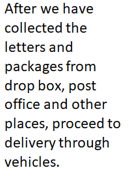 After we have
collected the
letters and
packages from
drop box, post
office and other
places, proceed to
delivery through
vehicles.